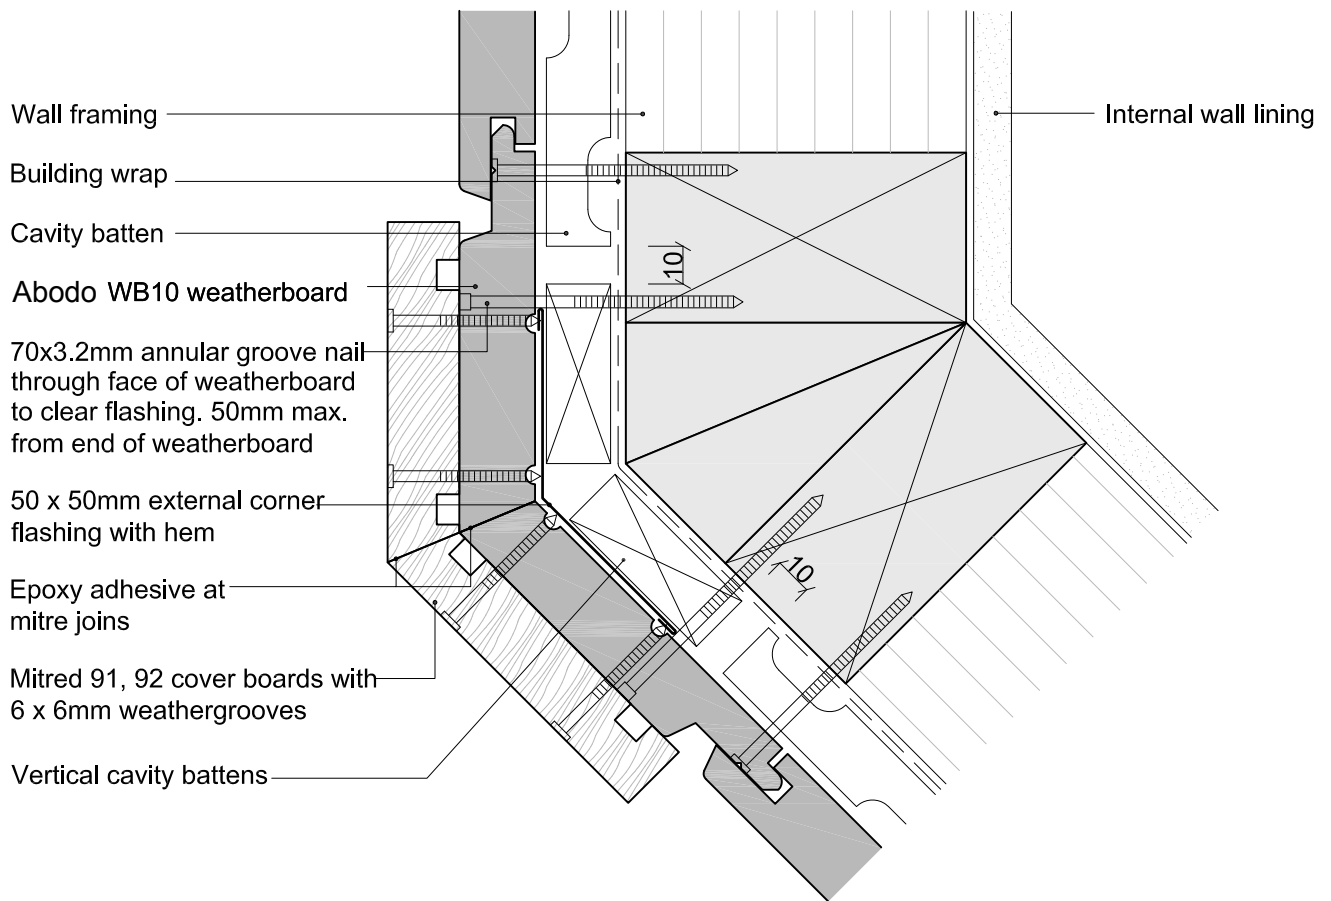 Wall framing
Internal wall lining
Building wrap
Cavity batten
10
Abodo WB10 weatherboard
70x3.2mm annular groove nail
through face of weatherboard
to clear flashing. 50mm max.
from end of weatherboard
50 x 50mm external corner
flashing with hem
10
Epoxy adhesive at
mitre joins
Mitred 91, 92 cover boards with
6 x 6mm weathergrooves
Vertical cavity battens